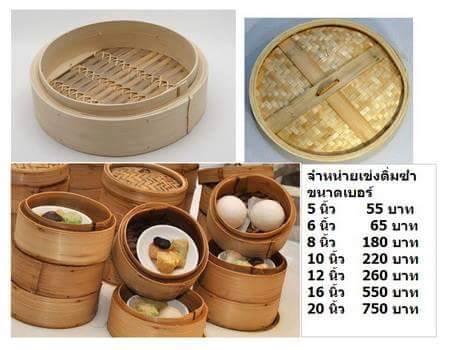 จำหน่ายเข่งติ่มซำ
ขนาดเบอร์
5 นิ้ว 55 บาท
6 นิ้ว 65 บาท
8 นิ้ว 180 บาท
10 นิ้ว 220 บาท
12 นิ้ว 260 บาท
16 นิ้ว 550 บาท
20 นิ้ว 750 บาท